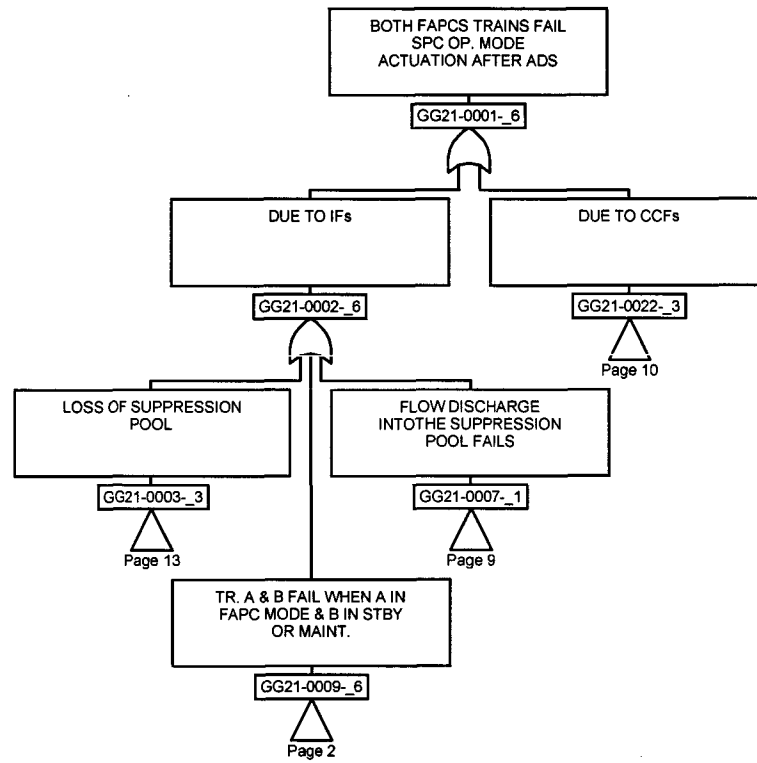 BOTH FAPCS TRAINS FAIL
SPC OP. MODE
ACTUATION AFTER ADS
GG21-0001-_6
DUE TO IFs
DUE TO CCFs
GG21-0002-_6
GG21-0022-_3
Page 10
LOSS OF SUPPRESSION
POOL
FLOW DISCHARGE
INTOTHE SUPPRESSION
POOL FAILS
GG21-0003-_3
GG21-0007-_1
Page 13
Page 9
TR. A & B FAIL WHEN A IN
FAPC MODE & B IN STBY
OR MAINT.
GG21-0009-_6
Page 2